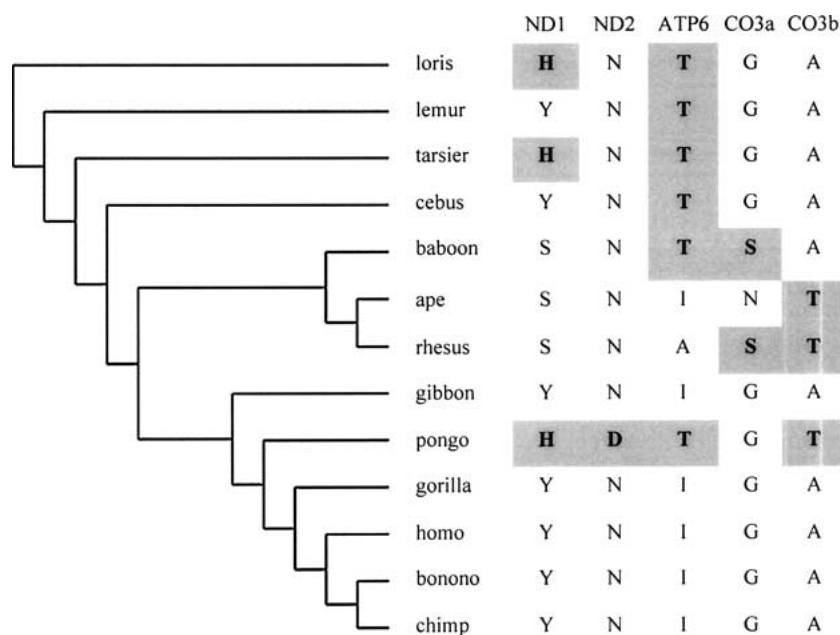 ND1 ND2 ATP6 CO3a CO3b
loris H N T G A
lemur Y N T G A
tarsier H N T G A
cebus Y N T G A
baboon S N T S A
ape S N I N T
rhesus S N A S T
gibbon Y N I G A
pongo H D T G T
gorilla Y N I G A
homo Y N I G A
bonono Y N I G A
chimp Y N I G A